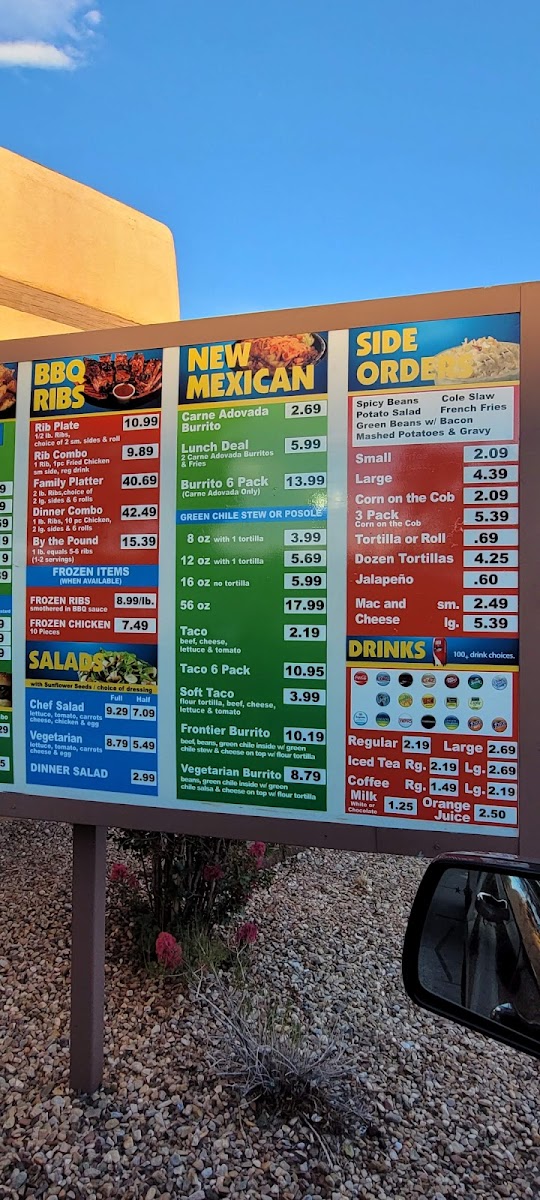 BBQ
RIBS
Rib Plate 10.99
1/2 lb. Ribs,
choice of 2 sm. sides & roll
Rib Combo 9.89
1 Rib, 1pc Fried Chicken
sm side, reg drink
Family Platter 40.69
2 lb. Ribs, choice of
2 lg. sides & 6 rolls
Dinner Combo 42.49
1 lb. Ribs, 10 pc Chicken,
2 lg. sides & 6 rolls
By the Pound 15.39
1 lb. equals 5-6 ribs
(1-2 servings)
FROZEN ITEMS
(WHEN AVAILABLE)
FROZEN RIBS 8.99/lb.
smothered in BBQ sauce
FROZEN CHICKEN 7.49
10 Pieces
SALADS
with Sunflower Seeds / choice of dressing
Full Half
Chef Salad 9.29 7.09
lettuce, tomato, carrots
cheese, chicken & egg
Vegetarian 8.79 5.49
lettuce, tomato, carrots
cheese & egg
DINNER SALAD 2.99
NEW
MEXICAN
Carne Adovada 2.69
Burrito
Lunch Deal 5.99
2 Carne Adovada Burritos
& Fries
Burrito 6 Pack 13.99
(Carne Adovada Only)
GREEN CHILE STEW OR POSOLE
8 oz with 1 tortilla 3.99
12 oz with 1 tortilla 5.69
16 oz no tortilla 5.99
56 oz 17.99
Taco 2.19
beef, cheese,
lettuce & tomato
Taco 6 Pack 10.95
Soft Taco 3.99
flour tortilla, beef, cheese,
lettuce & tomato
Frontier Burrito 10.19
beef, beans, green chile inside w/ green
chile stew & cheese on top w/ flour tortilla
Vegetarian Burrito 8.79
beans, green chile inside w/ green
chile salsa & cheese on top w/ flour tortilla
SIDE
ORDERS
Spicy Beans Cole Slaw
Potato Salad French Fries
Green Beans w/ Bacon
Mashed Potatoes & Gravy
Small 2.09
Large 4.39
Corn on the Cob 2.09
3 Pack 5.39
Corn on the Cob
Tortilla or Roll .69
Dozen Tortillas 4.25
Jalapeño .60
Mac and sm. 2.49
Cheese lg. 5.39
DRINKS
100+ drink choices.
Regular 2.19 Large 2.69
Iced Tea Rg. 2.19 Lg. 2.69
Coffee Rg. 1.49 Lg. 2.19
Milk 1.25 Orange
White or
Chocolate
Juice 2.50